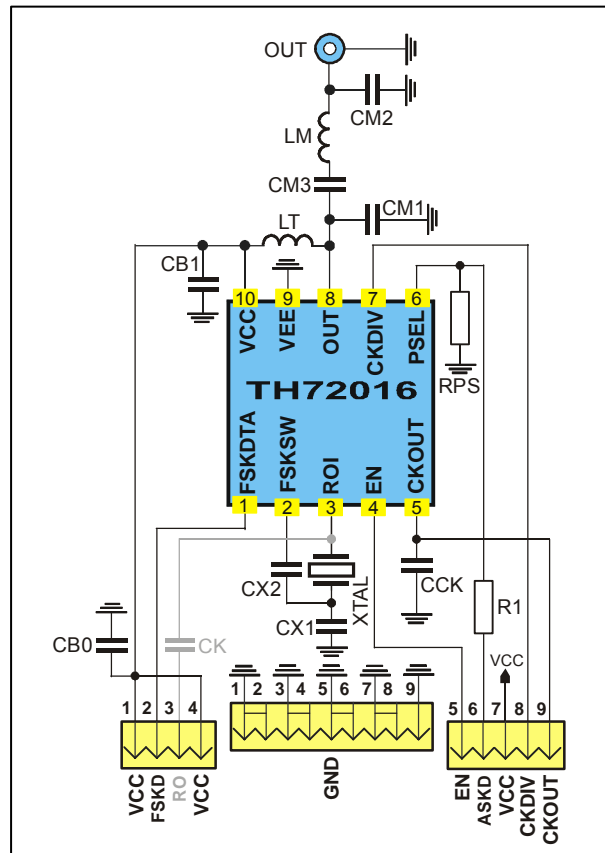 OUT
CM2
LM
CM3
CM1
LT
CB1
10 9 8 7 6
VCC VEE OUT CKDIV PSEL
RPS
TH72016
FSKDTA FSKSW ROI EN CKOUT
1 2 3 4 5
CX2
XTAL
CCK
R1
CX1
CB0
CK
VCC
1 2 3 4
1 2 3 4 5 6 7 8 9
5 6 7 8 9
VCC FSKD RO VCC
GND
EN ASKD VCC CKDIV CKOUT